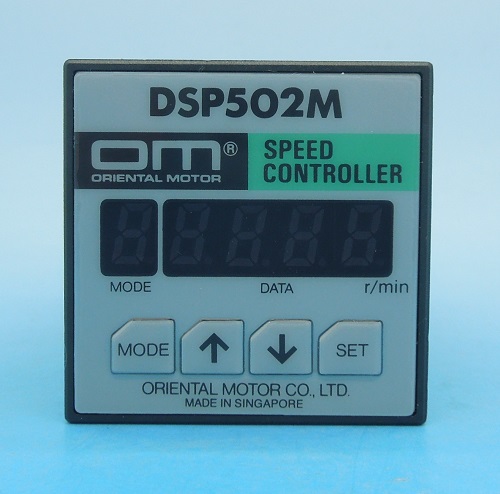 DSP502M
OM® SPEED CONTROLLER
ORIENTAL MOTOR
MODE DATA r/min
MODE ↑ ↓ SET
ORIENTAL MOTOR CO., LTD.
MADE IN SINGAPORE